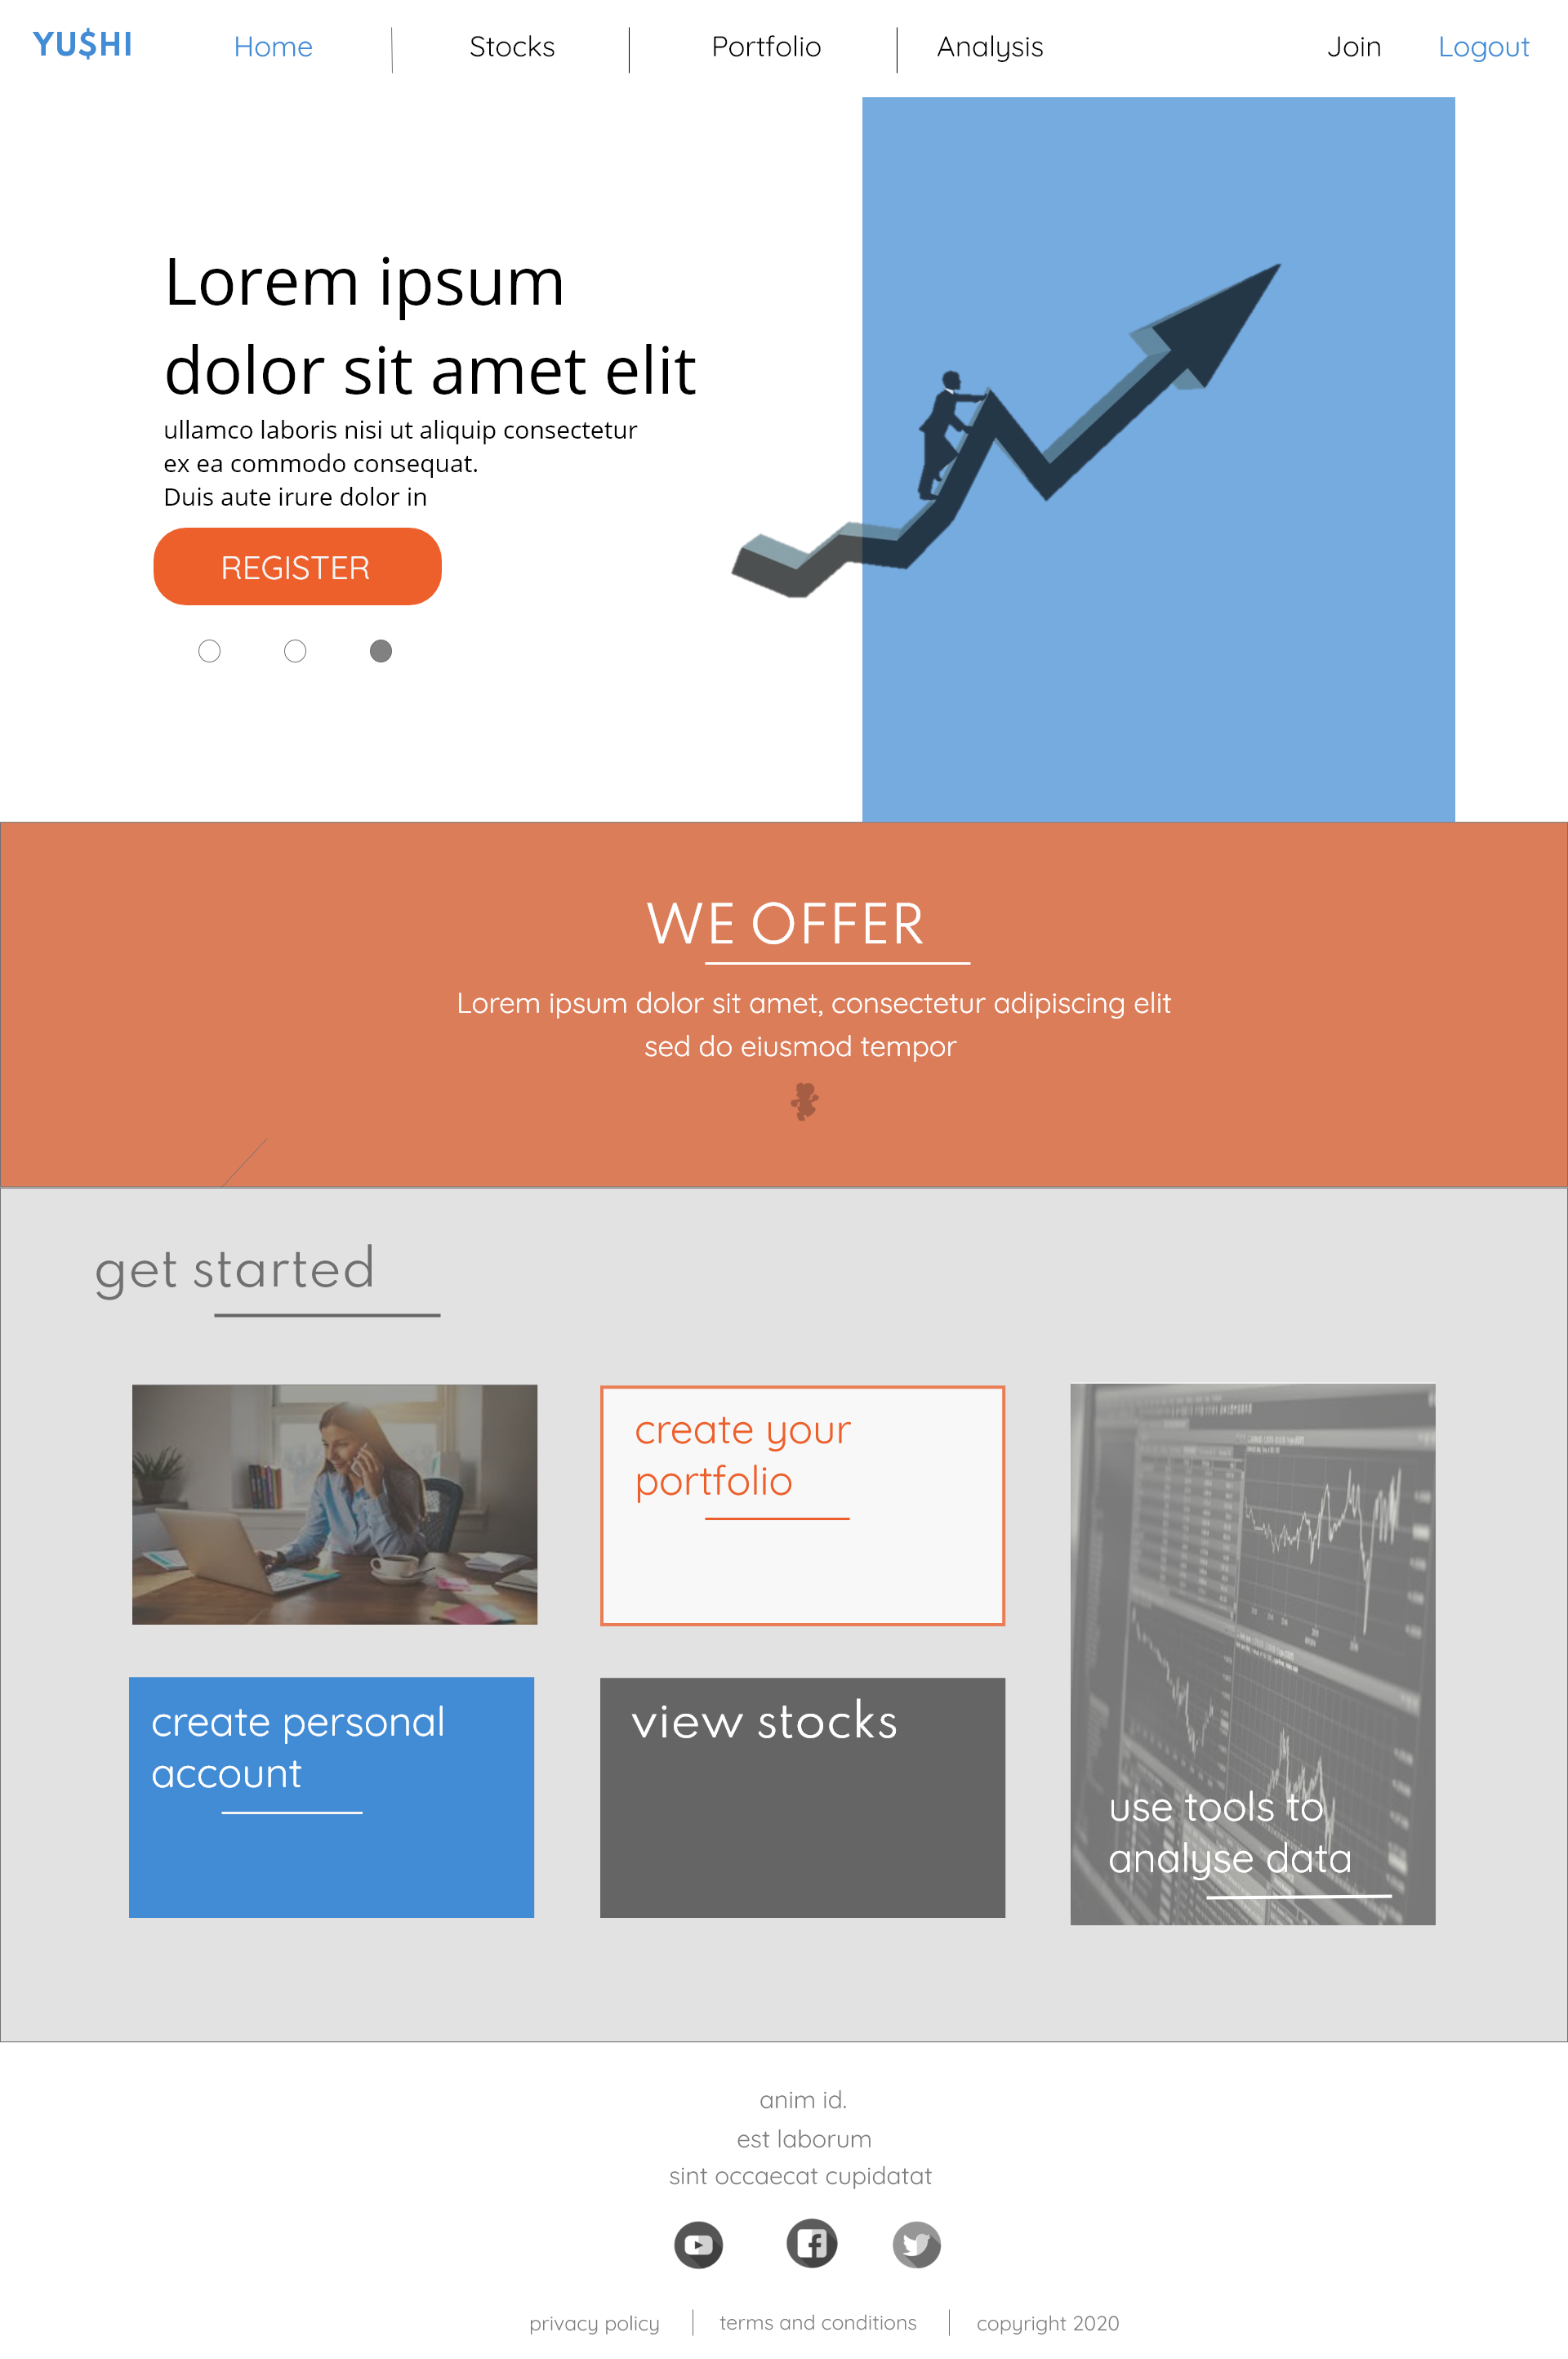 YU$HI
Home
Stocks
Portfolio
Analysis
Join
Logout
Lorem ipsum
dolor sit amet elit
ullamco laboris nisi ut aliquip consectetur
ex ea commodo consequat.
Duis aute irure dolor in
REGISTER
WE OFFER
Lorem ipsum dolor sit amet, consectetur adipiscing elit
sed do eiusmod tempor
get started
create your
portfolio
create personal
account
view stocks
use tools to
analyse data
anim id.
est laborum
sint occaecat cupidatat
privacy policy
terms and conditions
copyright 2020